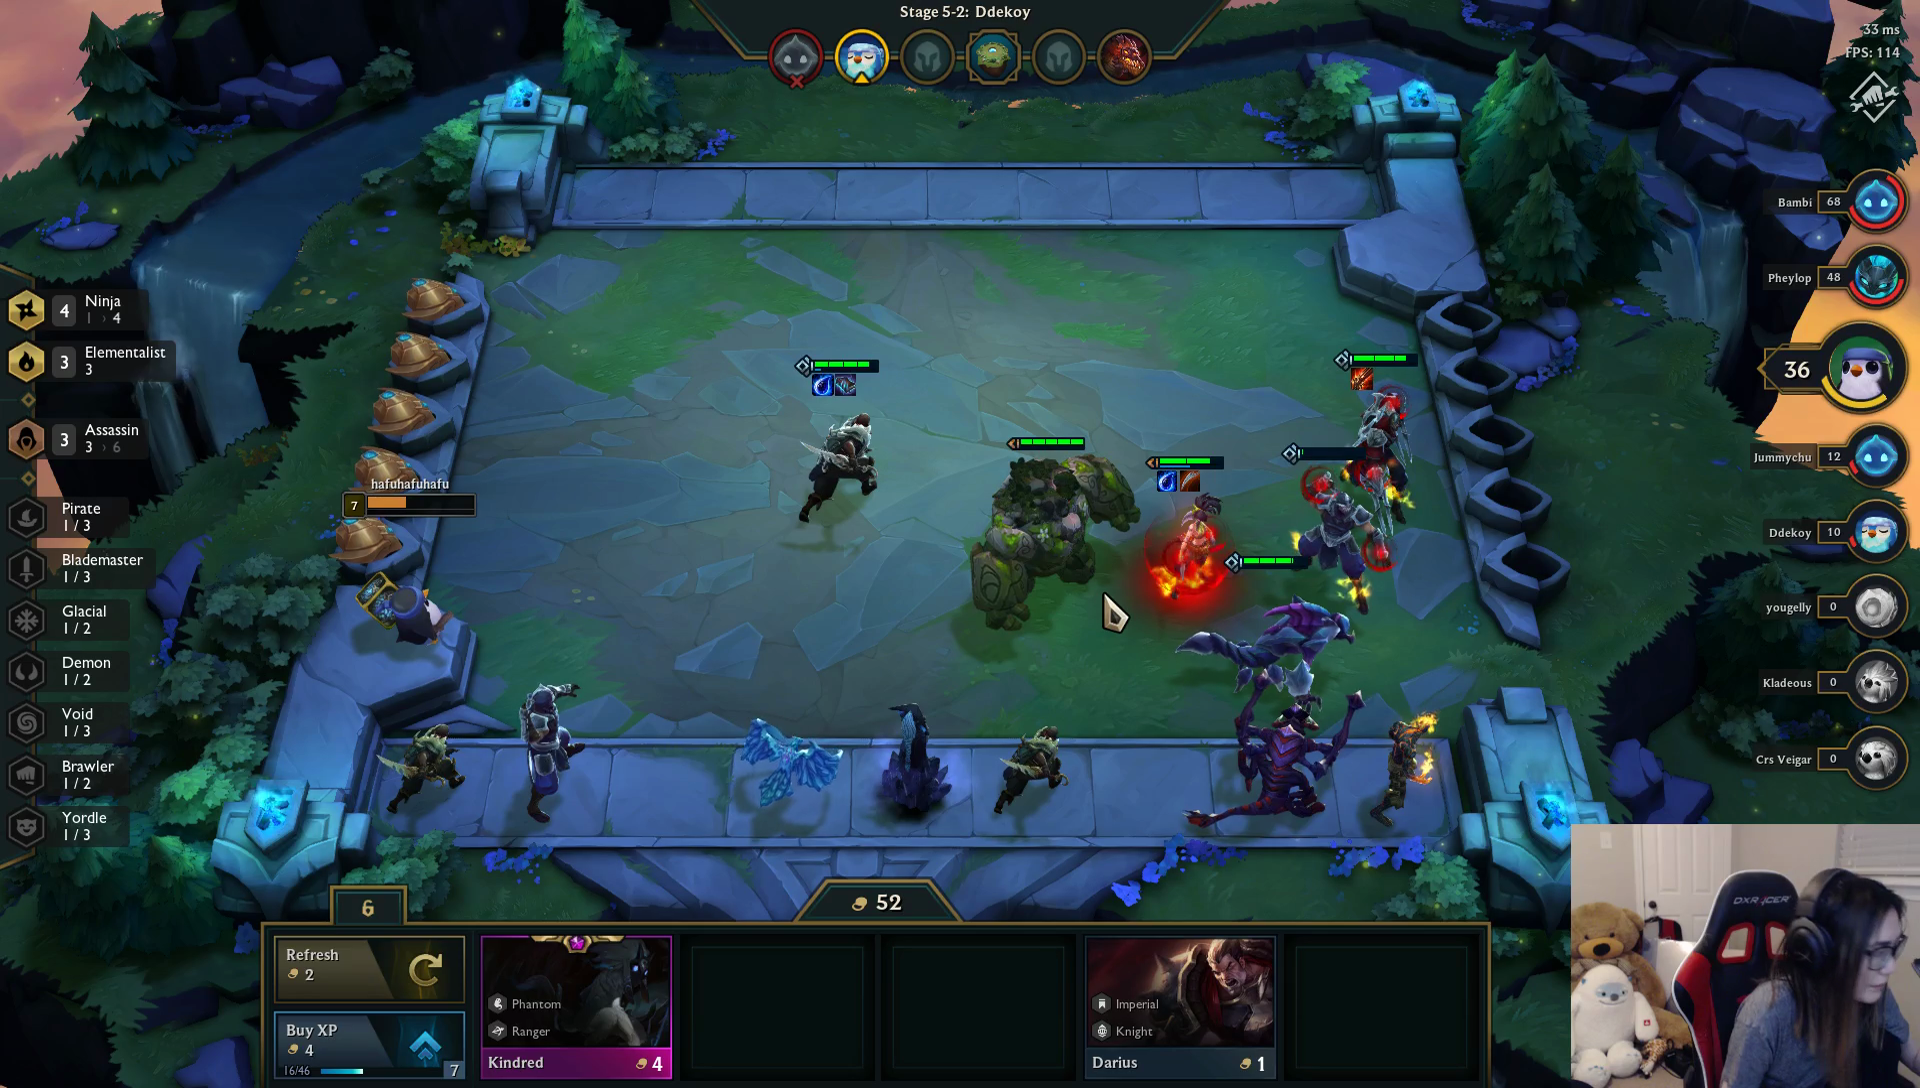 Stage 5-2: Ddekoy
33 ms
FPS: 114
Bambi 68
Pheylop 48
36
Jummychu 12
Ddekoy 10
yougelly 0
Kladeous 0
Crs Veigar 0
4 Ninja
1 › 4
3 Elementalist
3
3 Assassin
3 › 6
Pirate
1 / 3
Blademaster
1 / 3
Glacial
1 / 2
Demon
1 / 2
Void
1 / 3
Brawler
1 / 2
Yordle
1 / 3
hafuhafuhafu
7
6
52
Refresh
2
Buy XP
4
16/46
7
Phantom
Ranger
Kindred 4
Imperial
Knight
Darius 1
DXRACER